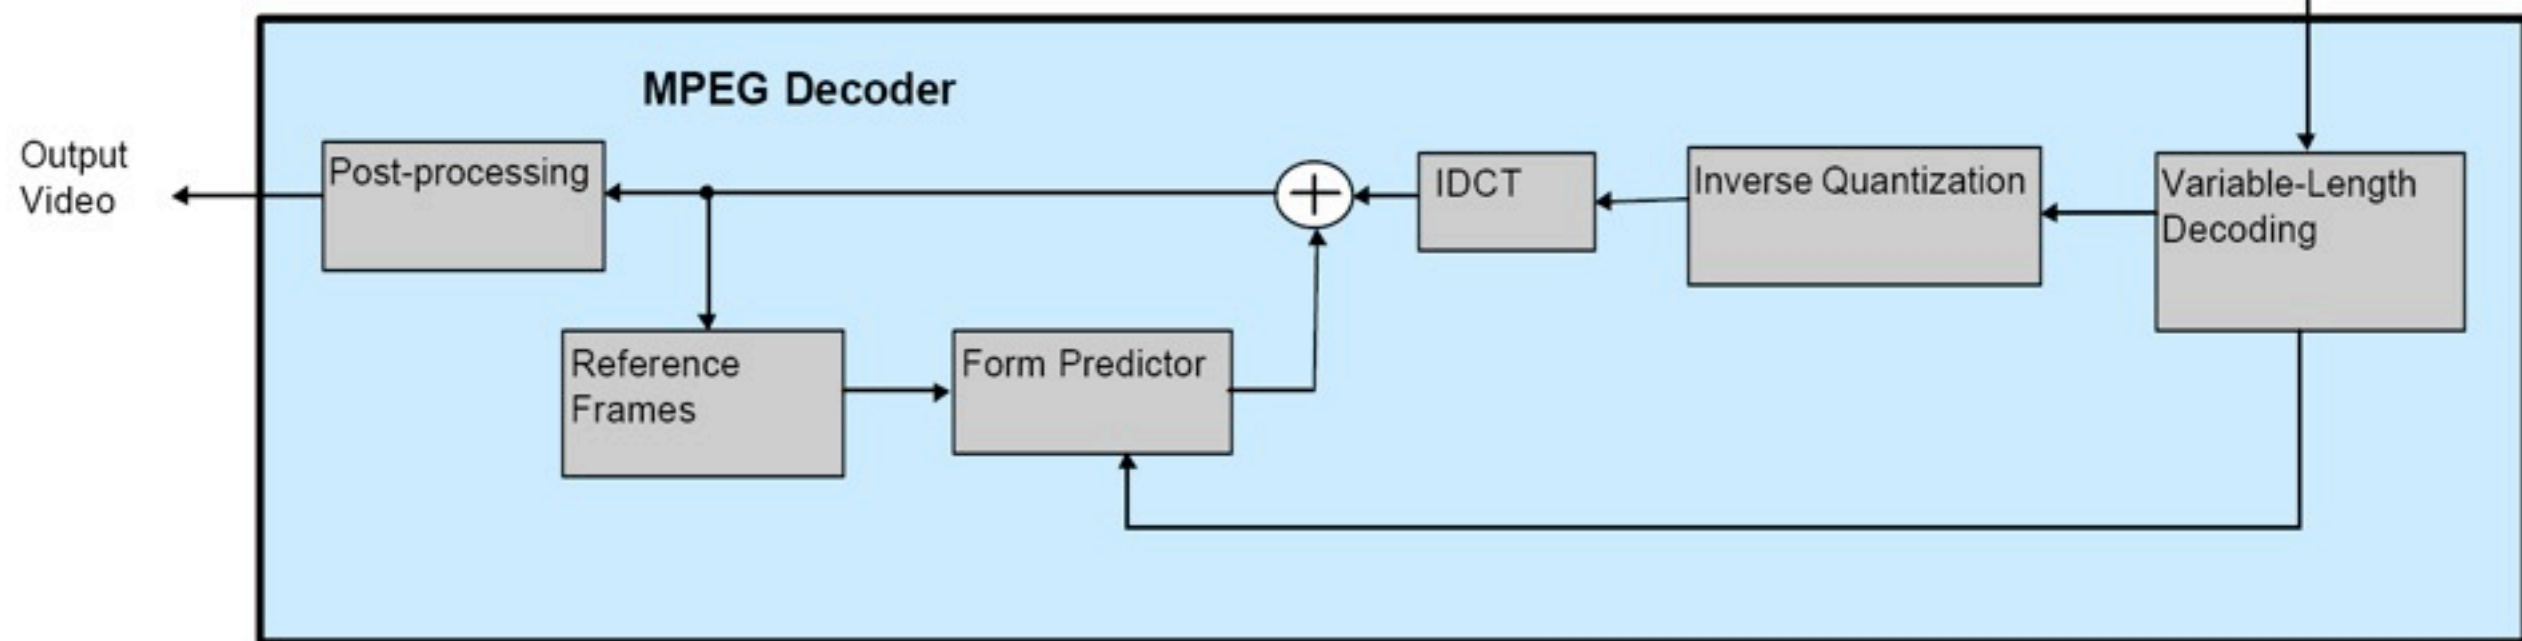 MPEG Decoder
Output
Video
Post-processing
IDCT
Inverse Quantization
Variable-Length
Decoding
Reference
Frames
Form Predictor